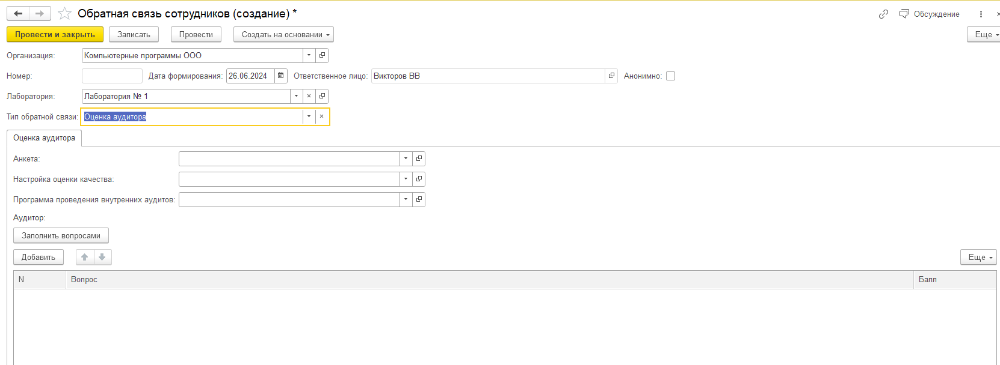 Обратная связь сотрудников (создание) *
Обсуждение
Провести и закрыть Записать Провести Создать на основании Еще
Организация: Компьютерные программы ООО
Номер: Дата формирования: 26.06.2024 Ответственное лицо: Викторов ВВ Анонимно:
Лаборатория: Лаборатория № 1
Тип обратной связи: Оценка аудитора
Оценка аудитора
Анкета:
Настройка оценки качества:
Программа проведения внутренних аудитов:
Аудитор:
Заполнить вопросами
Добавить Еще
N Вопрос Балл